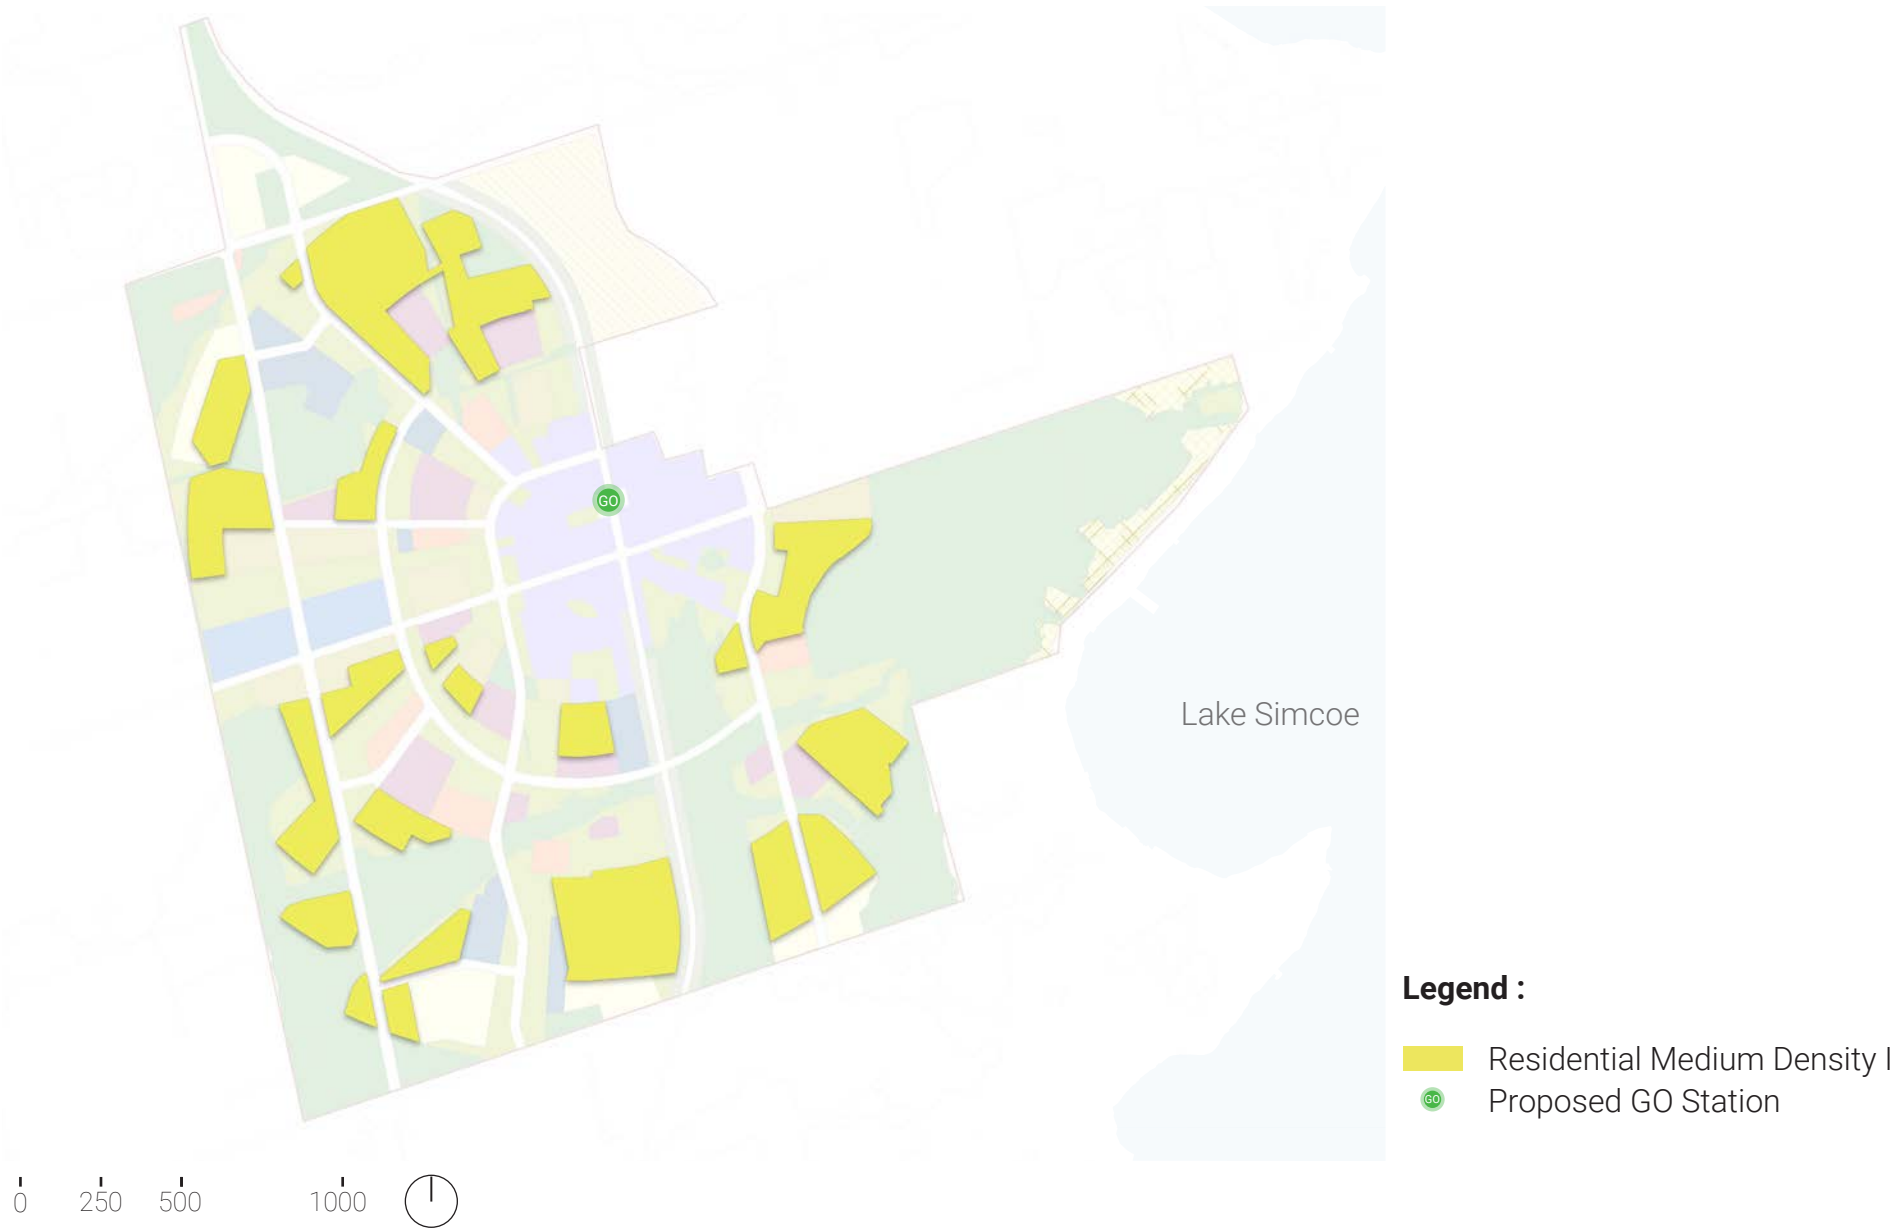 GO
Lake Simcoe
Legend :
Residential Medium Density I
GO
Proposed GO Station
0 250 500 1000